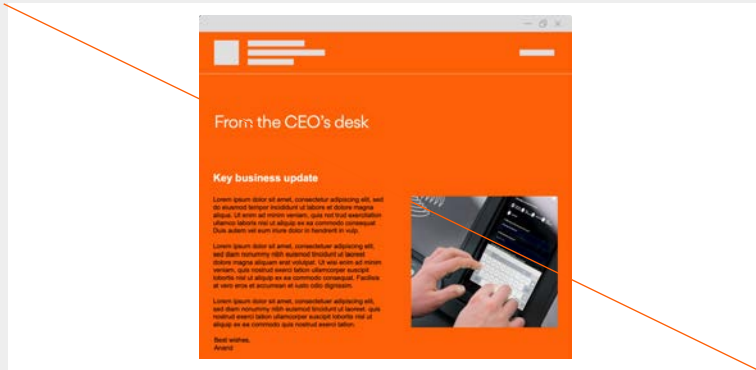 From the CEO's desk
Key business update
Lorem ipsum dolor sit amet, consectetur adipiscing elit, sed
do eiusmod tempor incididunt ut labore et dolore magna
aliqua. Ut enim ad minim veniam, quis not trud exercitation
ullamco laboris nisi ut aliquip ex ea commodo consequat
Duis autem vel eum iriure dolor in hendrerit in vulp.
Lorem ipsum dolor sit amet, consectetuer adipiscing elit,
sed diam nonummy nibh euismod tincidunt ut laoreet
dolore magna aliquam erat volutpat. Ut wisi enim ad minim
veniam, quis nostrud exerci tation ullamcorper suscipit
lobortis nisl ut aliquip ex ea commodo consequat. Facilisis
at vero eros et accumsan et iusto odio dignissim.
Lorem ipsum dolor sit amet, consectetuer adipiscing elit,
sed diam nonummy nibh euismod tincidunt ut laoreet, quis
nostrud exerci tation ullamcorper suscipit lobortis nisl ut
aliquip ex ea commodo quis nostrud exerci tation.
Best wishes,
Anand